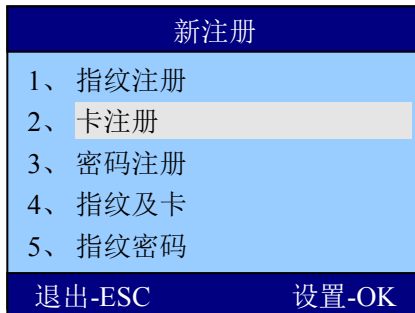 新注册
1、 指纹注册
2、 卡注册
3、 密码注册
4、 指纹及卡
5、 指纹密码
退出-ESC 设置-OK